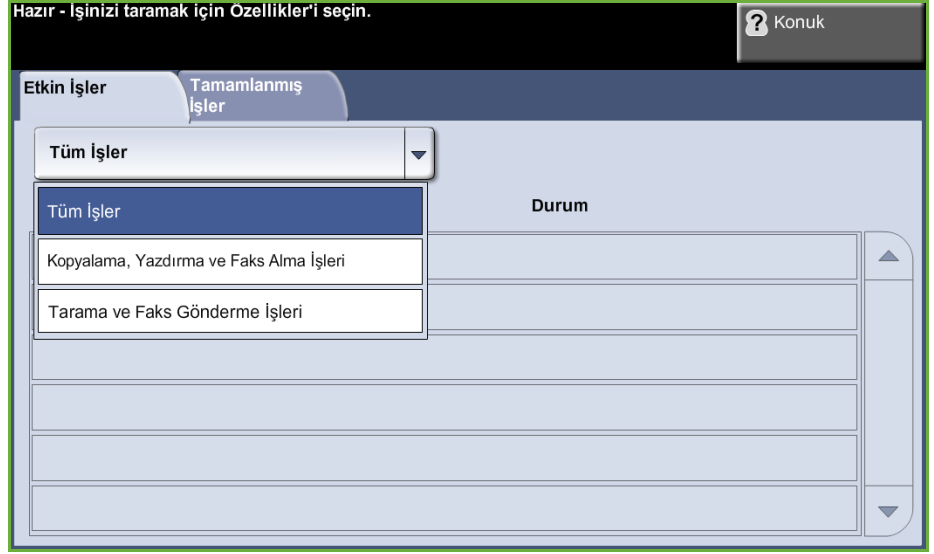 Hazır - İşinizi taramak için Özellikler'i seçin.
? Konuk
Etkin İşler
Tamamlanmış
İşler
Tüm İşler
Tüm İşler
Durum
Kopyalama, Yazdırma ve Faks Alma İşleri
Tarama ve Faks Gönderme İşleri